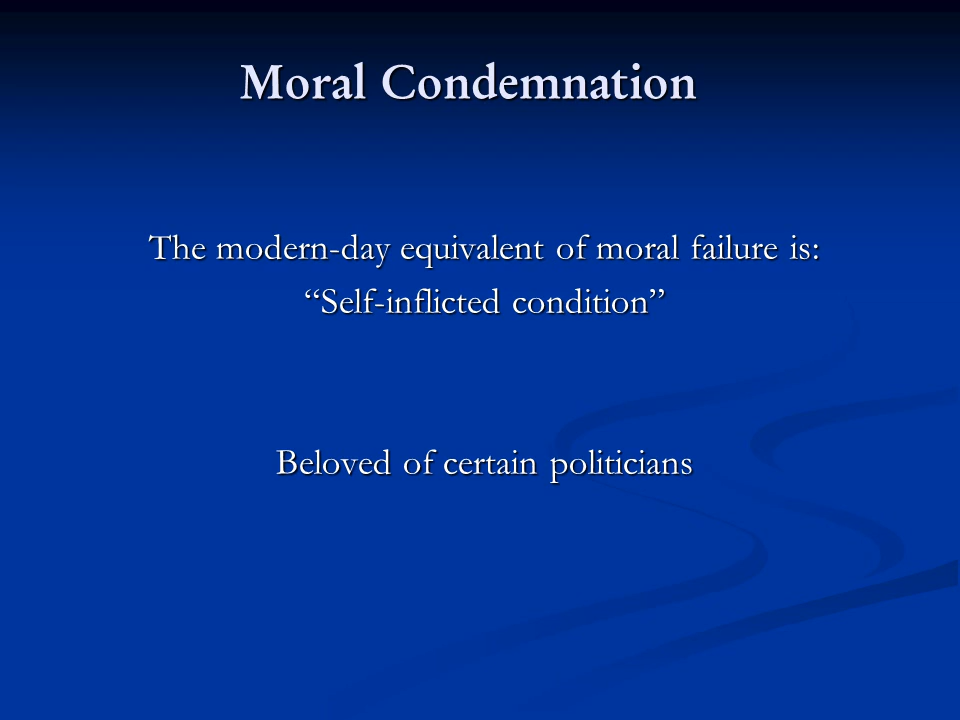 Moral Condemnation
The modern-day equivalent of moral failure is:
“Self-inflicted condition”
Beloved of certain politicians